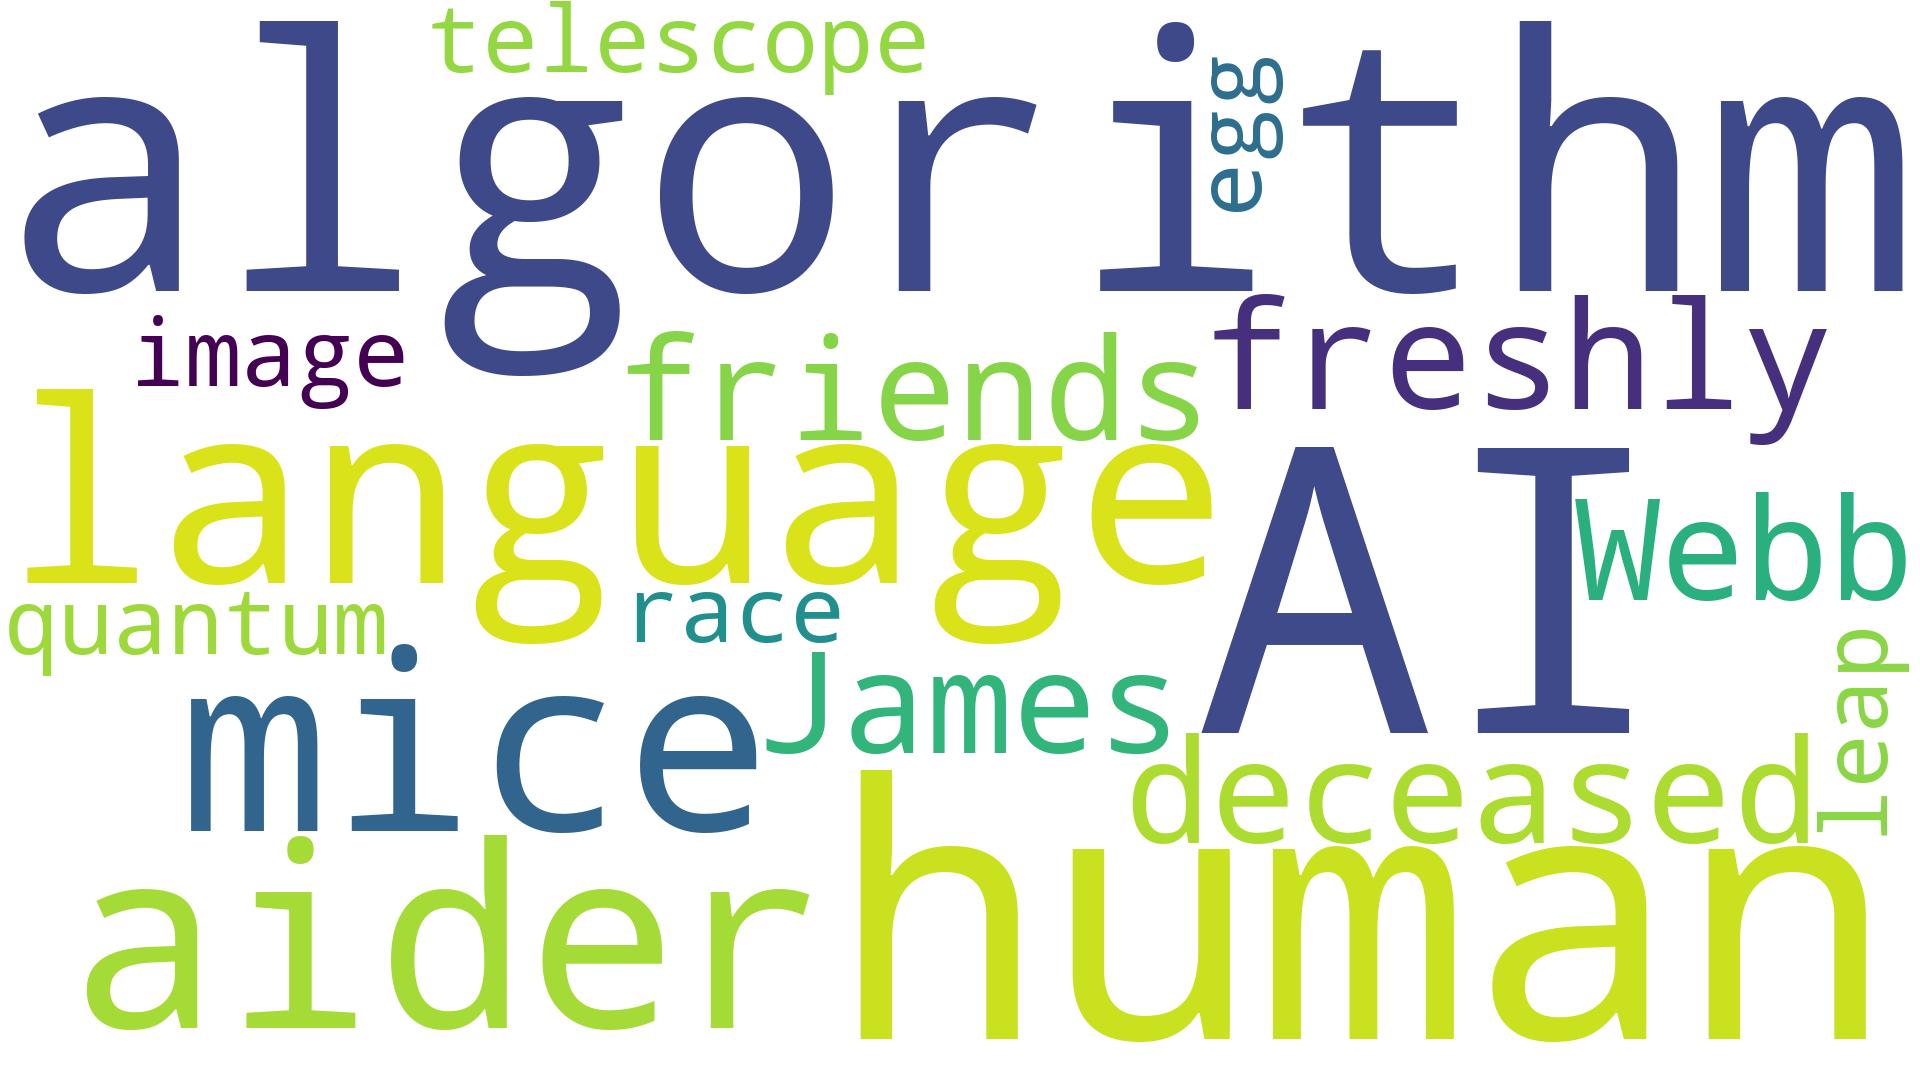 telescope
algorithm
egg
image
friends
freshly
language
AI
Webb
quantum
race
leap
mice
James
deceased
aider
human